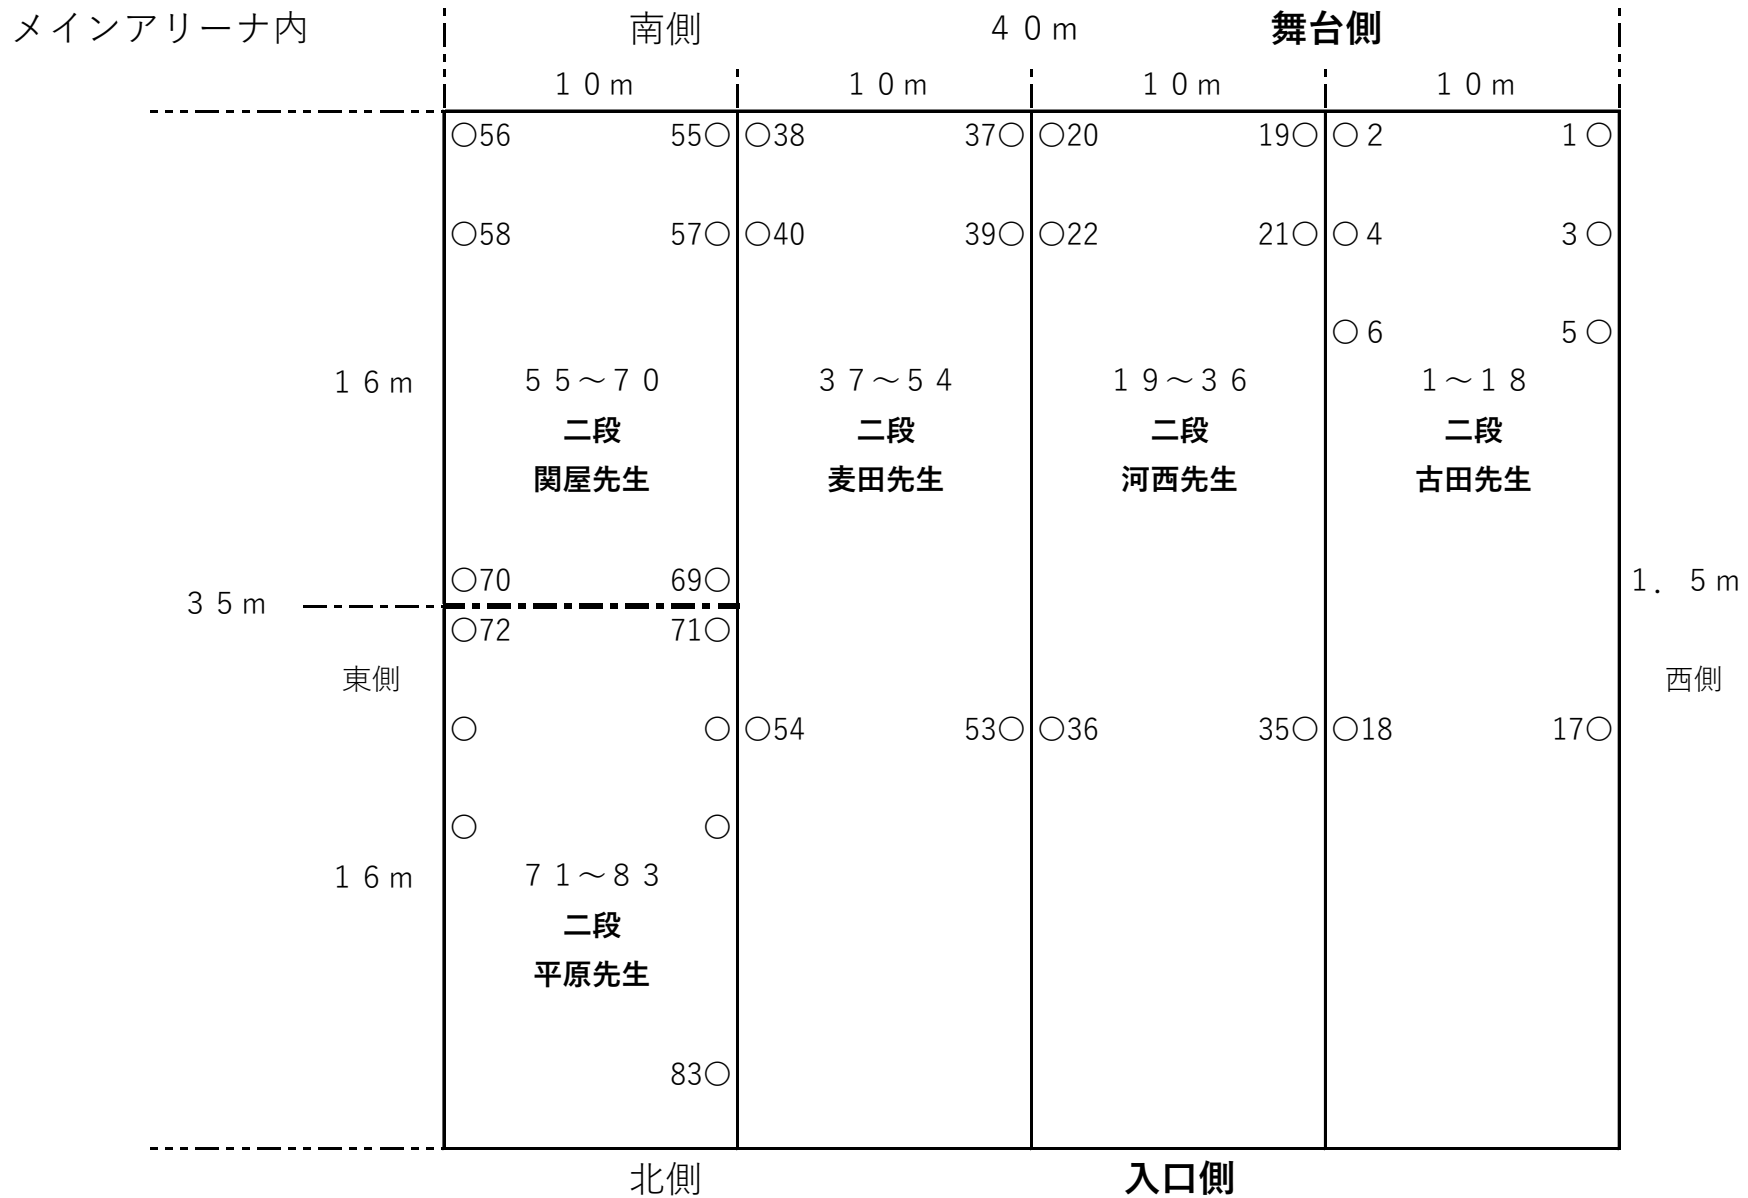 メインアリーナ内 南側 ４０ｍ 舞台側
１０ｍ １０ｍ １０ｍ １０ｍ
○56 55○ ○38 37○ ○20 19○ ○２ １○
○58 57○ ○40 39○ ○22 21○ ○４ ３○
○６ ５○
１６ｍ ５５～７０ ３７～５４ １９～３６ １～１８
二段 二段 二段 二段
関屋先生 麦田先生 河西先生 古田先生
○70 69○ １．５ｍ
３５ｍ
○72 71○
東側 西側
○ ○ ○54 53○ ○36 35○ ○18 17○
○ ○
１６ｍ ７１～８３
二段
平原先生
83○
北側 入口側